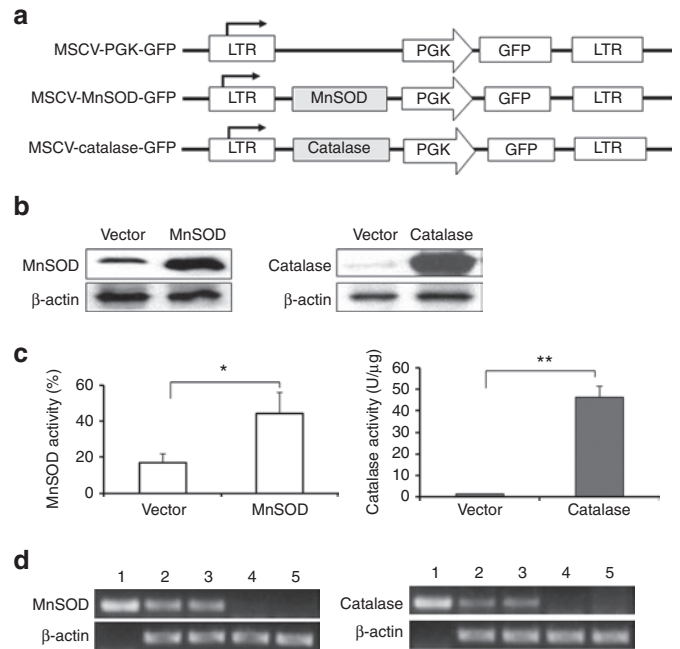 a
MSCV-PGK-GFP LTR PGK GFP LTR
MSCV-MnSOD-GFP LTR MnSOD PGK GFP LTR
MSCV-catalase-GFP LTR Catalase PGK GFP LTR
b
Vector MnSOD
MnSOD
β-actin
Vector Catalase
Catalase
β-actin
c
MnSOD activity (%)
60
40
20
0
*
Vector MnSOD
Catalase activity (U/μg)
60
50
40
30
20
10
0
**
Vector Catalase
d
1 2 3 4 5
MnSOD
β-actin
1 2 3 4 5
Catalase
β-actin